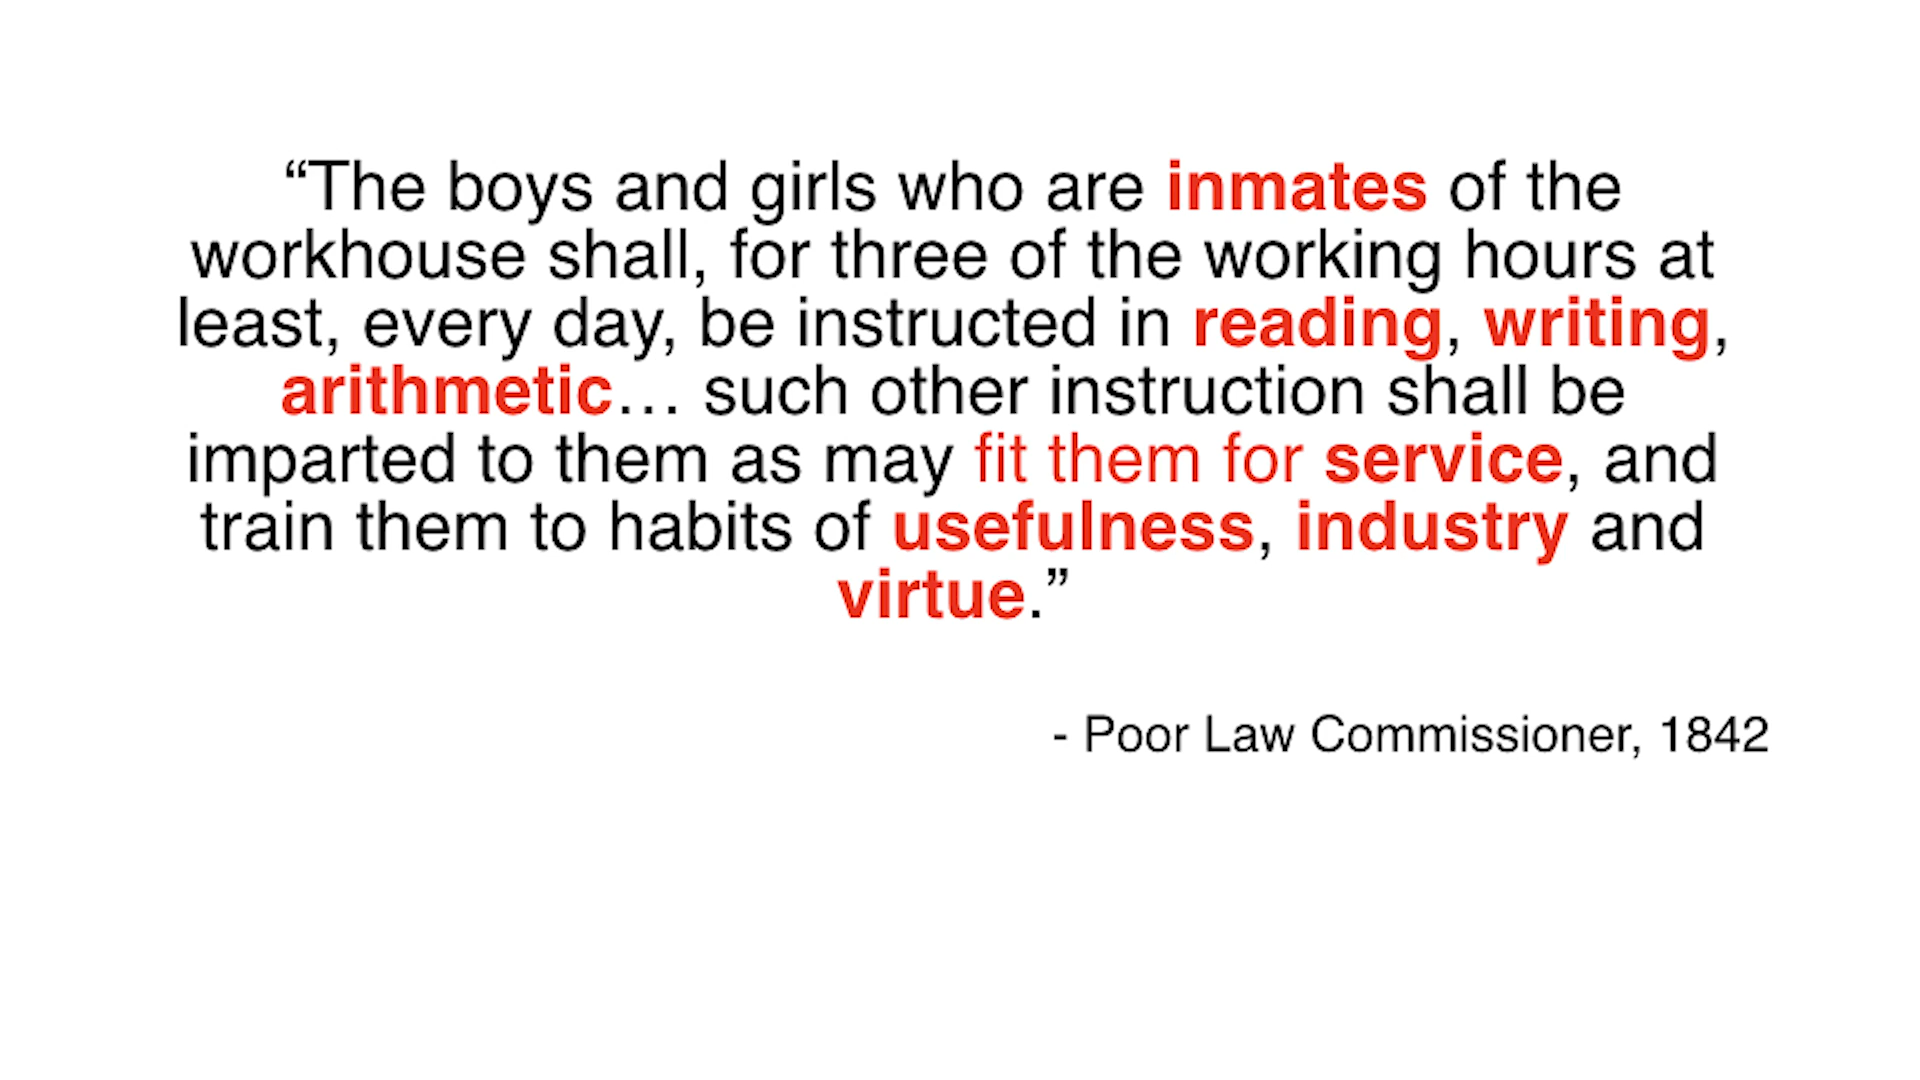 “The boys and girls who are inmates of the
workhouse shall, for three of the working hours at
least, every day, be instructed in reading, writing,
arithmetic… such other instruction shall be
imparted to them as may fit them for service, and
train them to habits of usefulness, industry and
virtue.”
- Poor Law Commissioner, 1842